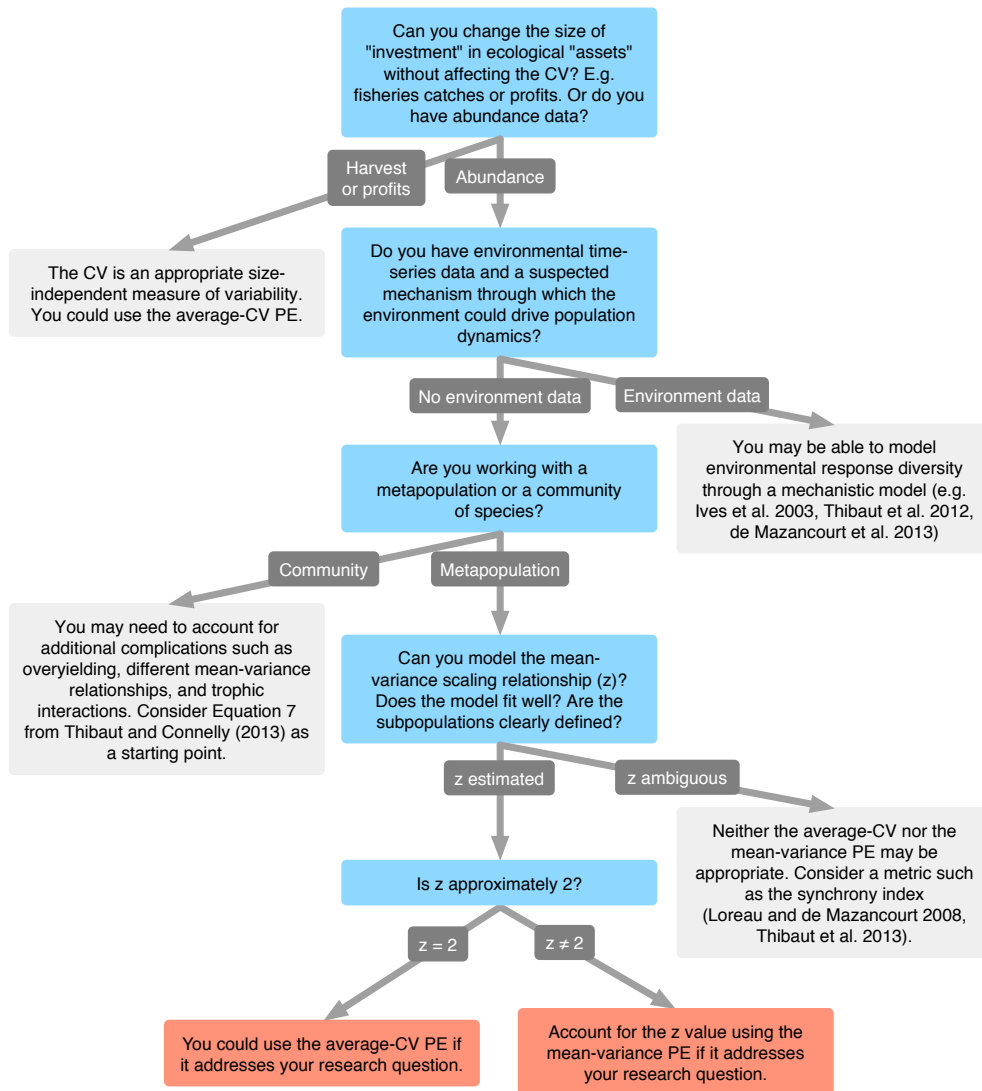 Can you change the size of
"investment" in ecological "assets"
without affecting the CV? E.g.
fisheries catches or profits. Or do you
have abundance data?
Harvest
or profits
Abundance
The CV is an appropriate size-
independent measure of variability.
You could use the average-CV PE.
Do you have environmental time-
series data and a suspected
mechanism through which the
environment could drive population
dynamics?
No environment data
Environment data
You may be able to model
environmental response diversity
through a mechanistic model (e.g.
Ives et al. 2003, Thibaut et al. 2012,
de Mazancourt et al. 2013)
Are you working with a
metapopulation or a community
of species?
Community
Metapopulation
You may need to account for
additional complications such as
overyielding, different mean-variance
relationships, and trophic
interactions. Consider Equation 7
from Thibaut and Connelly (2013) as
a starting point.
Can you model the mean-
variance scaling relationship (z)?
Does the model fit well? Are the
subpopulations clearly defined?
z estimated
z ambiguous
Neither the average-CV nor the
mean-variance PE may be
appropriate. Consider a metric such
as the synchrony index
(Loreau and de Mazancourt 2008,
Thibaut et al. 2013).
Is z approximately 2?
z = 2
z ≠ 2
You could use the average-CV PE if
it addresses your research question.
Account for the z value using the
mean-variance PE if it addresses
your research question.